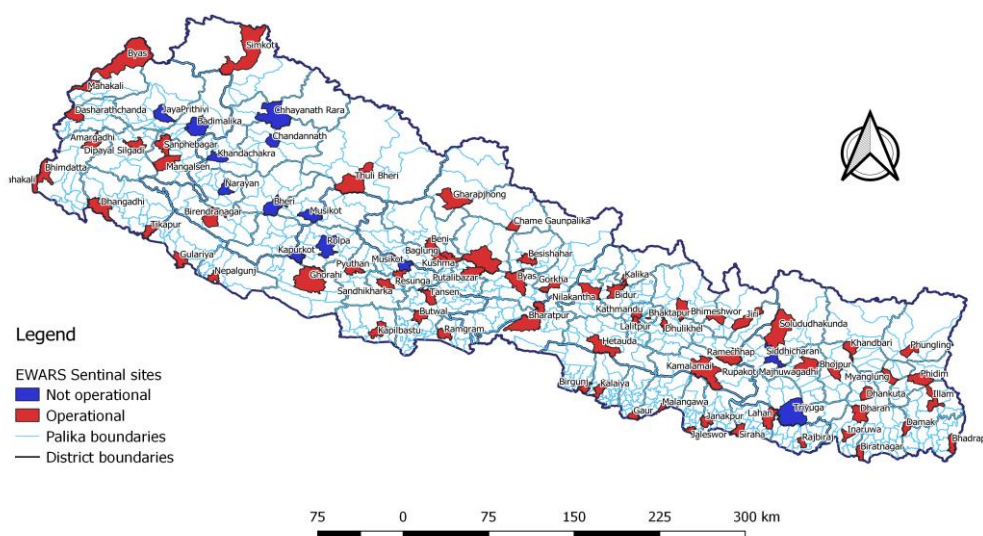 Simkot
Byas
Mahakali
Dasharathchanda
JayaPrithivi
Chhayanath Rara
Badimalika
Amargadhi
Sanphebagar
Chandannath
Dipayal Silgadi
Khandachakra
Mangalsen
Bhimdatta
Thuli Bheri
Narayan
Gharapjhong
Dhangadhi
Bheri
Musikot
Birendranagar
Chame Gaunpalika
Tikapur
Rolpa
Beni
Kapurkot
Baglung
Besishahar
Gulariya
Pyuthan
Musikot
Kushma
Nepalgunj
Ghorahi
Resunga
Putalibazar
Byas
Gorkha
Kalika
Sandhikharka
Tansen
Nilakantha
Bidur
Kathmandu
Bhaktapur
Bhimeshwor
Jiri
Butwal
Bharatpur
Lalitpur
Dhulikhel
Solududhakunda
Kapilbastu
Ramgram
Hetauda
Khandbari
Phungling
Ramechhap
Siddhicharan
Kamalamai
Rupakot
Majhuwagadhi
Bhojpur
Myanglung
Phidim
Birgunj
Kalaiya
Dhankuta
Illam
Malangawa
Gaur
Janakpur
Lahan
Triyuga
Dharan
Jaleswor
Siraha
Rajbiraj
Inaruwa
Damak
Biratnagar
Bhadrap
Legend
EWARS Sentinal sites
Not operational
Operational
Palika boundaries
District boundaries
75 0 75 150 225 300 km